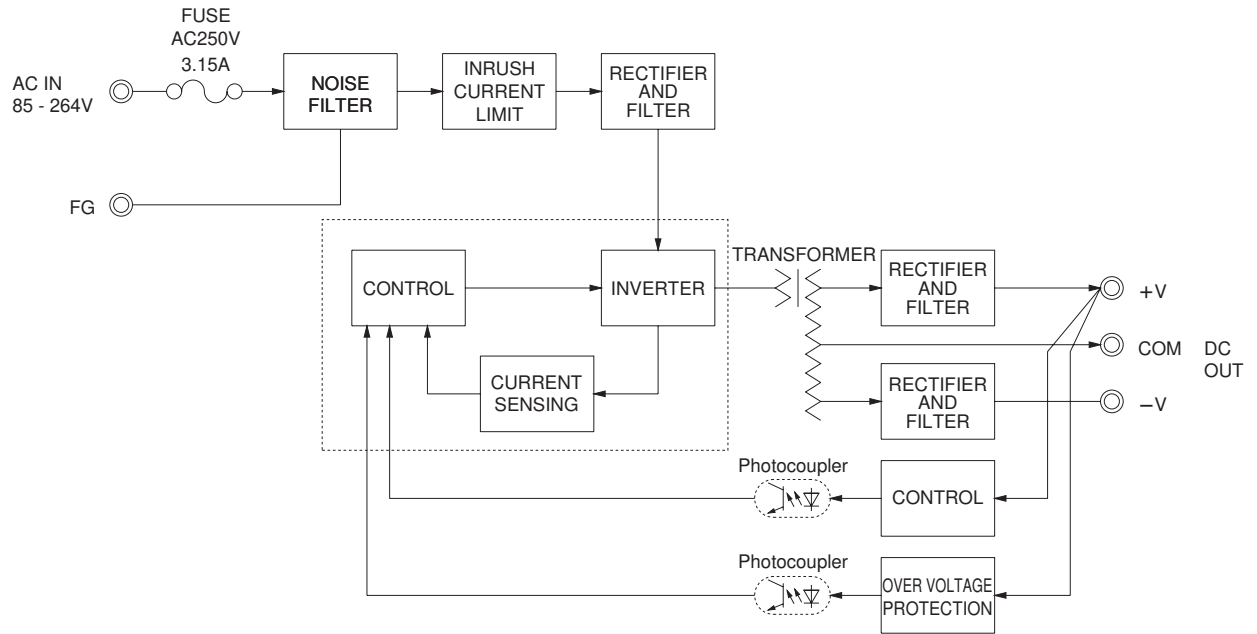 FUSE
AC250V
3.15A
AC IN
85 - 264V
NOISE
FILTER
INRUSH
CURRENT
LIMIT
RECTIFIER
AND
FILTER
FG
CONTROL
INVERTER
TRANSFORMER
RECTIFIER
AND
FILTER
+V
COM
DC
OUT
CURRENT
SENSING
RECTIFIER
AND
FILTER
−V
Photocoupler
CONTROL
Photocoupler
OVER VOLTAGE
PROTECTION